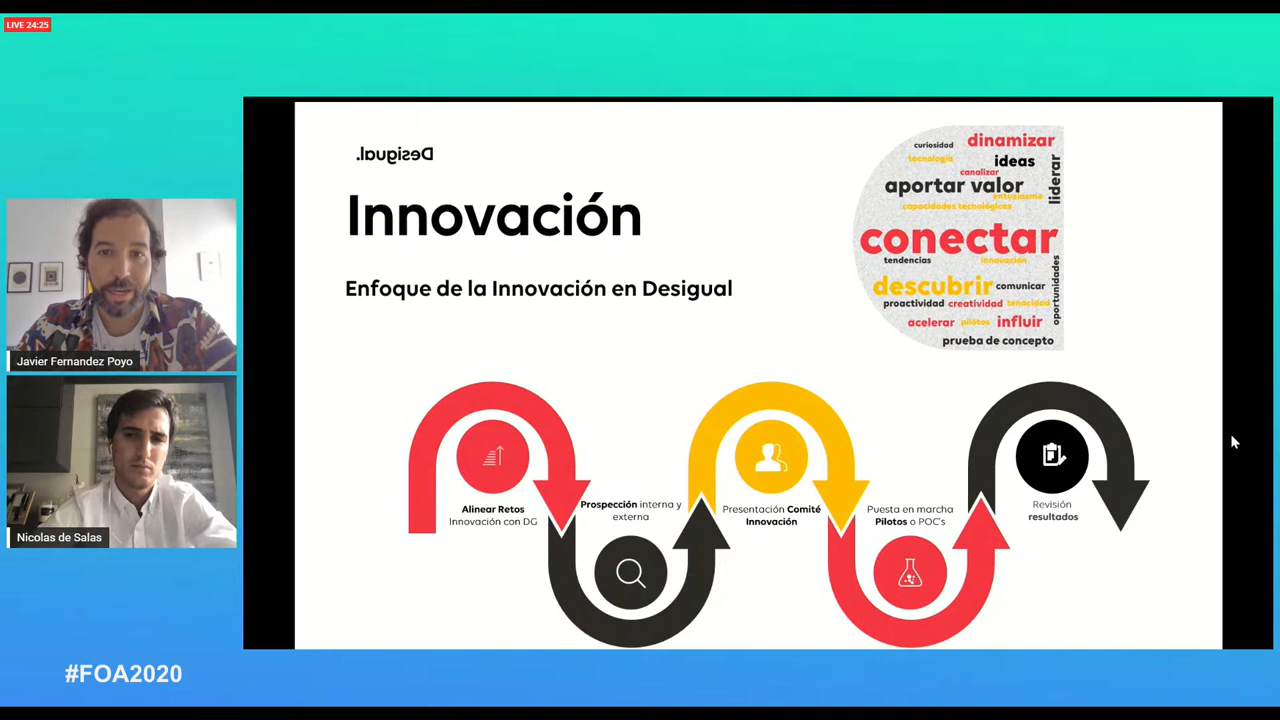 LIVE 24:25
Desigual.
Innovación
Enfoque de la Innovación en Desigual
curiosidad
dinamizar
tecnología
ideas
canalizar
liderar
aportar valor
entusiasmo
capacidades tecnológicas
conectar
tendencias
innovación
descubrir
comunicar
oportunidades
proactividad
creatividad
tenacidad
acelerar
pilotos
influir
prueba de concepto
Alinear Retos
Innovación con DG
Prospección interna y
externa
Presentación Comité
Innovación
Puesta en marcha
Pilotos o POC's
Revisión
resultados
Javier Fernandez Poyo
Nicolas de Salas
#FOA2020